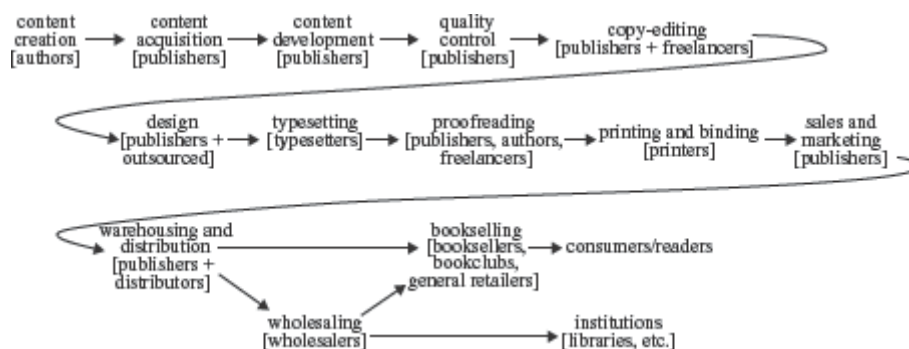 content
creation
[authors]
content
acquisition
[publishers]
content
development
[publishers]
quality
control
[publishers]
copy-editing
[publishers + freelancers]
design
[publishers +
outsourced]
typesetting
[typesetters]
proofreading
[publishers, authors,
freelancers]
printing and binding
[printers]
sales and
marketing
[publishers]
warehousing and
distribution
[publishers +
distributors]
bookselling
[booksellers,
bookclubs,
general retailers]
consumers/readers
wholesaling
[wholesalers]
institutions
[libraries, etc.]